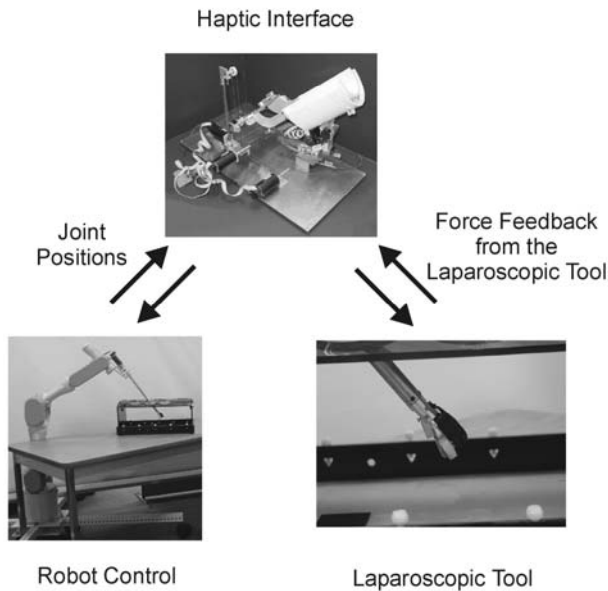 Haptic Interface
Joint
Positions
Force Feedback
from the
Laparoscopic Tool
Robot Control
Laparoscopic Tool